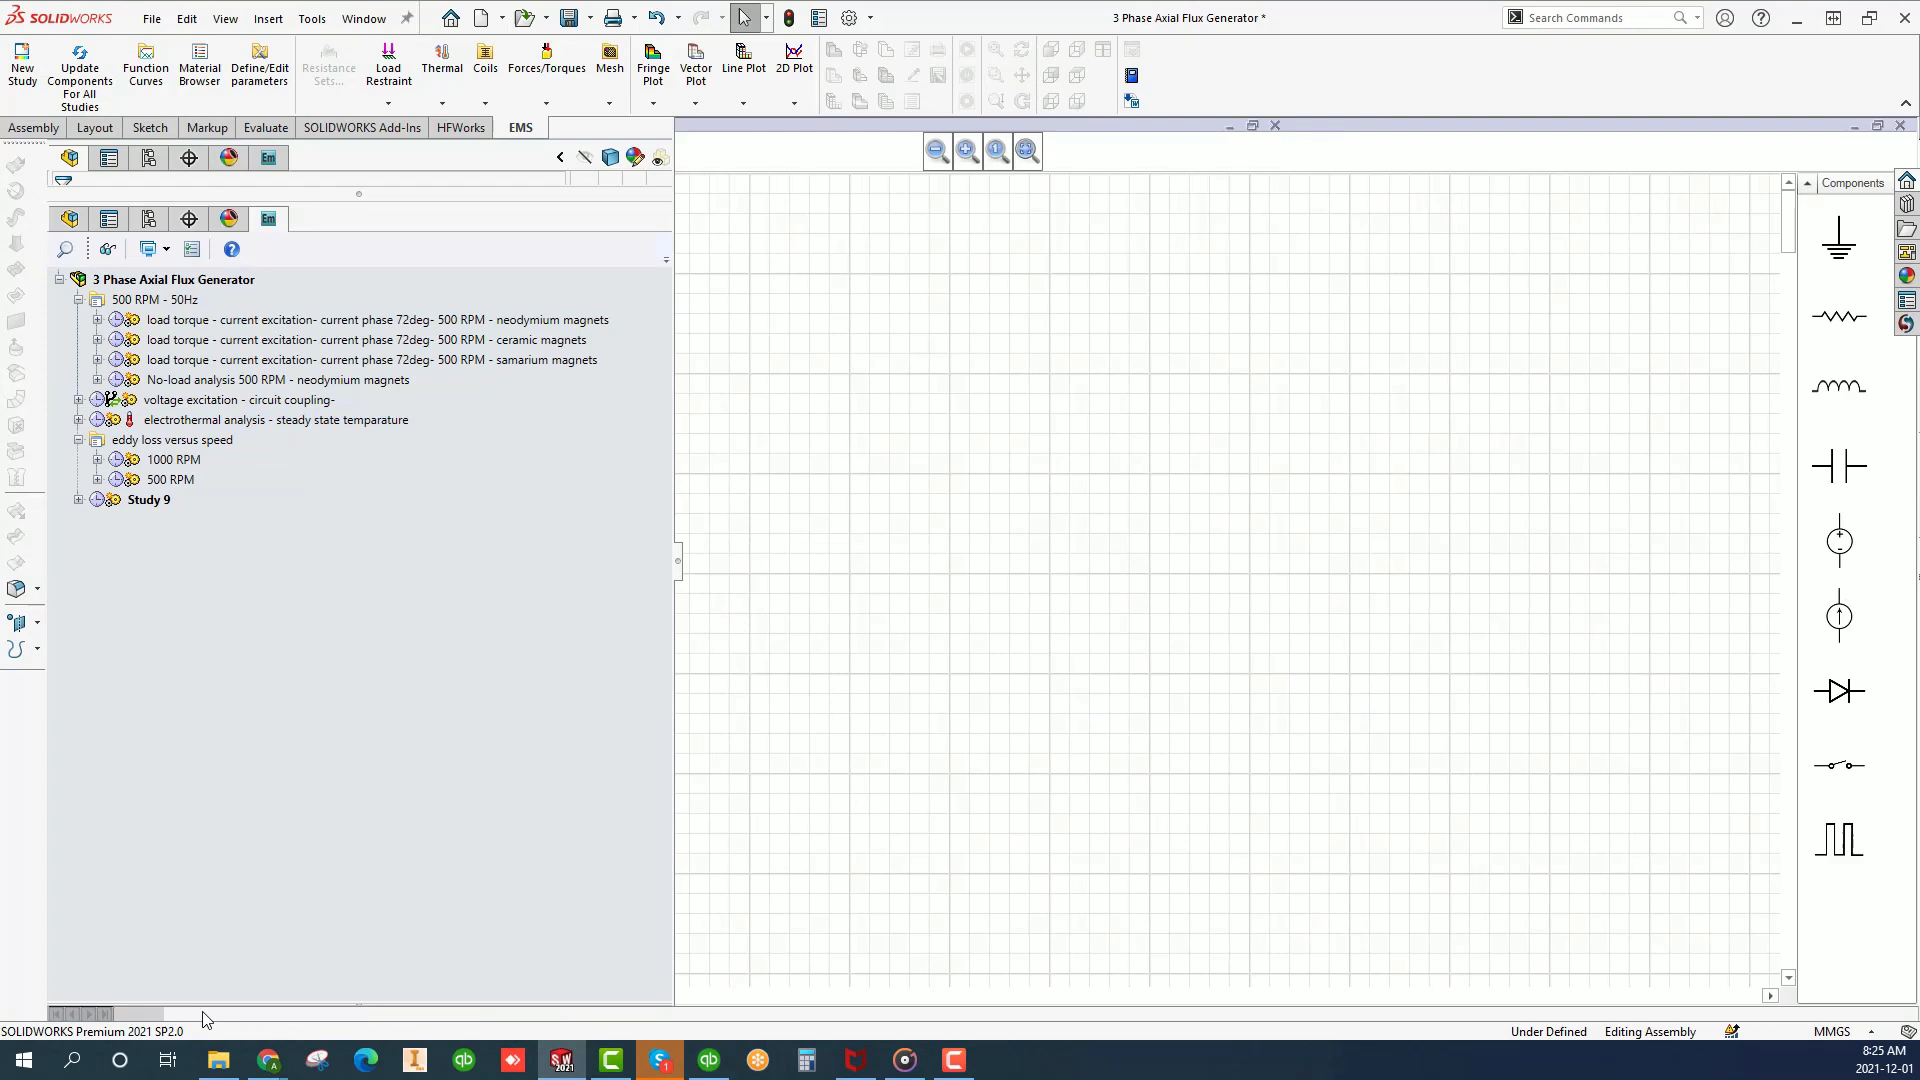 SOLIDWORKS File Edit View Insert Tools Window 3 Phase Axial Flux Generator * Search Commands
New Study
Update Components For All Studies
Function Curves
Material Browser
Define/Edit parameters
Resistance Sets...
Load Restraint
Thermal
Coils
Forces/Torques
Mesh
Fringe Plot
Vector Plot
Line Plot
2D Plot
Assembly Layout Sketch Markup Evaluate SOLIDWORKS Add-Ins HFWorks EMS
Components
3 Phase Axial Flux Generator
500 RPM - 50Hz
load torque - current excitation- current phase 72deg- 500 RPM - neodymium magnets
load torque - current excitation- current phase 72deg- 500 RPM - ceramic magnets
load torque - current excitation- current phase 72deg- 500 RPM - samarium magnets
No-load analysis 500 RPM - neodymium magnets
voltage excitation - circuit coupling-
electrothermal analysis - steady state temparature
eddy loss versus speed
1000 RPM
500 RPM
Study 9
SOLIDWORKS Premium 2021 SP2.0 Under Defined Editing Assembly MMGS
8:25 AM
2021-12-01